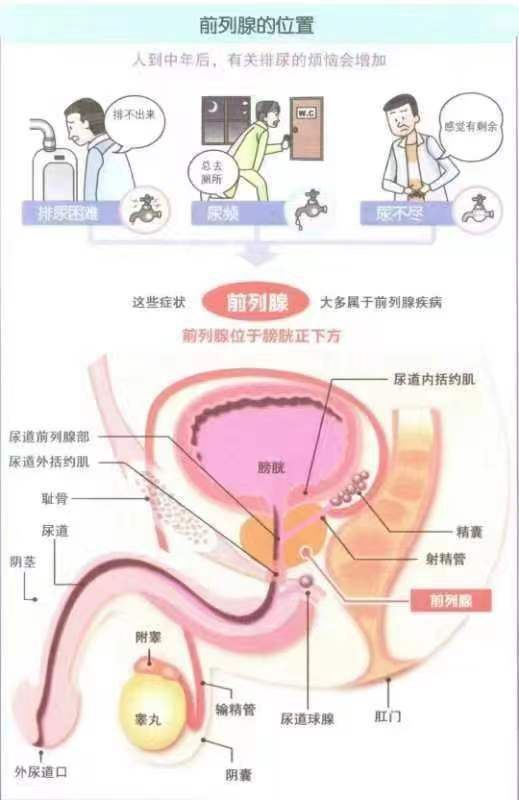 前列腺的位置
人到中年后，有关排尿的烦恼会增加
排不出来
W.C
总去
厕所
感觉有剩余
排尿困难
尿频
尿不尽
这些症状 前列腺 大多属于前列腺疾病
前列腺位于膀胱正下方
尿道内括约肌
尿道前列腺部
尿道外括约肌
膀胱
耻骨
尿道
精囊
阴茎
射精管
前列腺
附睾
输精管
睾丸
尿道球腺
肛门
外尿道口
阴囊